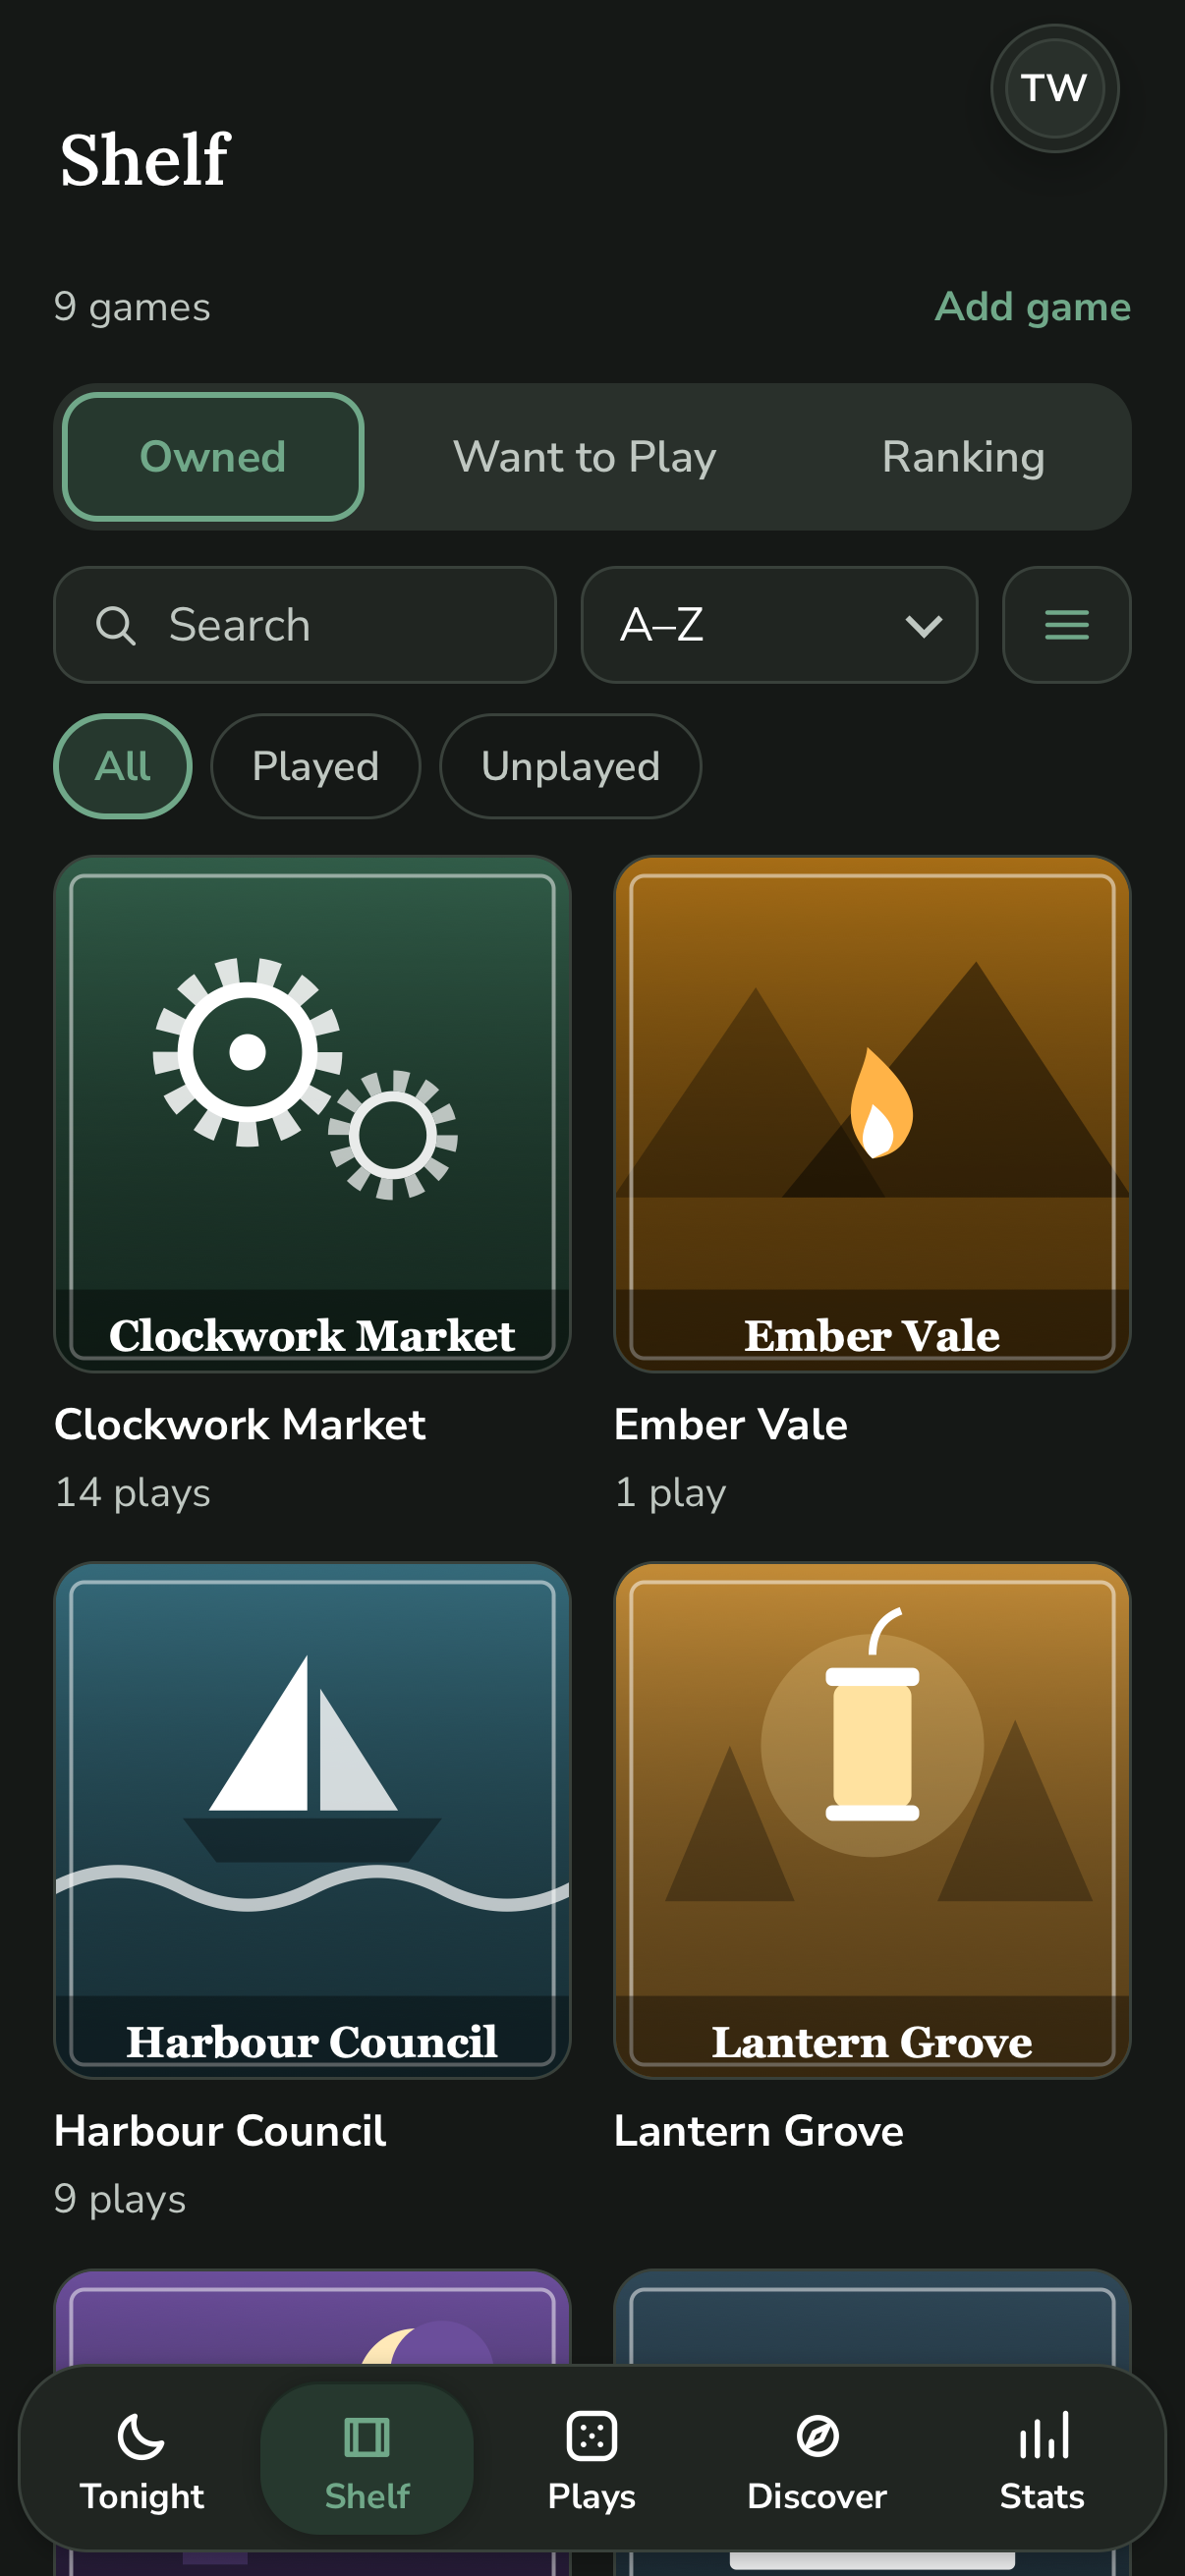 TW
Shelf
9 games
Add game
Owned
Want to Play
Ranking
Search
A–Z
All
Played
Unplayed
Clockwork Market
Ember Vale
Clockwork Market
Ember Vale
14 plays
1 play
Harbour Council
Lantern Grove
Harbour Council
Lantern Grove
9 plays
Tonight
Shelf
Plays
Discover
Stats